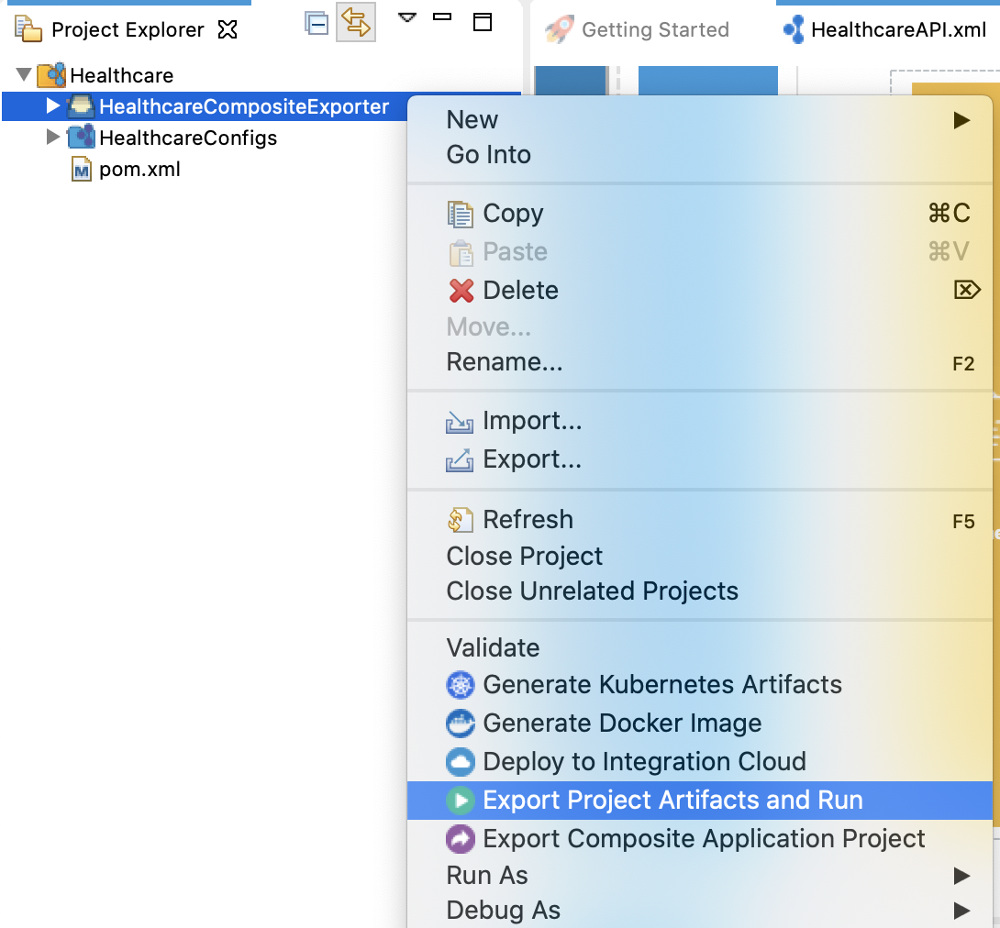 Project Explorer
Getting Started
HealthcareAPI.xml
Healthcare
HealthcareCompositeExporter
HealthcareConfigs
M pom.xml
New
Go Into
Copy ⌘C
Paste ⌘V
Delete ⌦
Move...
Rename... F2
Import...
Export...
Refresh F5
Close Project
Close Unrelated Projects
Validate
Generate Kubernetes Artifacts
Generate Docker Image
Deploy to Integration Cloud
Export Project Artifacts and Run
Export Composite Application Project
Run As
Debug As